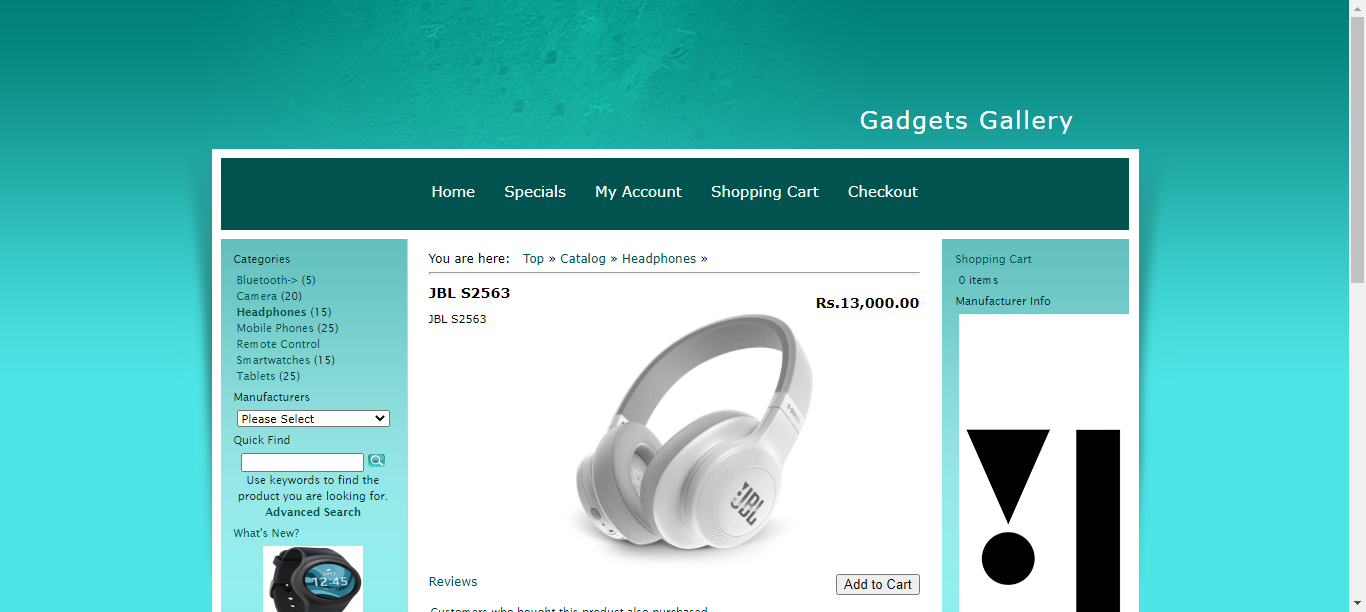 Gadgets Gallery
Home Specials My Account Shopping Cart Checkout
Categories
Bluetooth-> (5)
Camera (20)
Headphones (15)
Mobile Phones (25)
Remote Control
Smartwatches (15)
Tablets (25)
Manufacturers
Please Select
Quick Find
Use keywords to find the
product you are looking for.
Advanced Search
What's New?
12:45
You are here: Top » Catalog » Headphones »
JBL S2563
Rs.13,000.00
JBL S2563
JBL
Reviews
Add to Cart
Customers who bought this product also purchased
Shopping Cart
0 items
Manufacturer Info